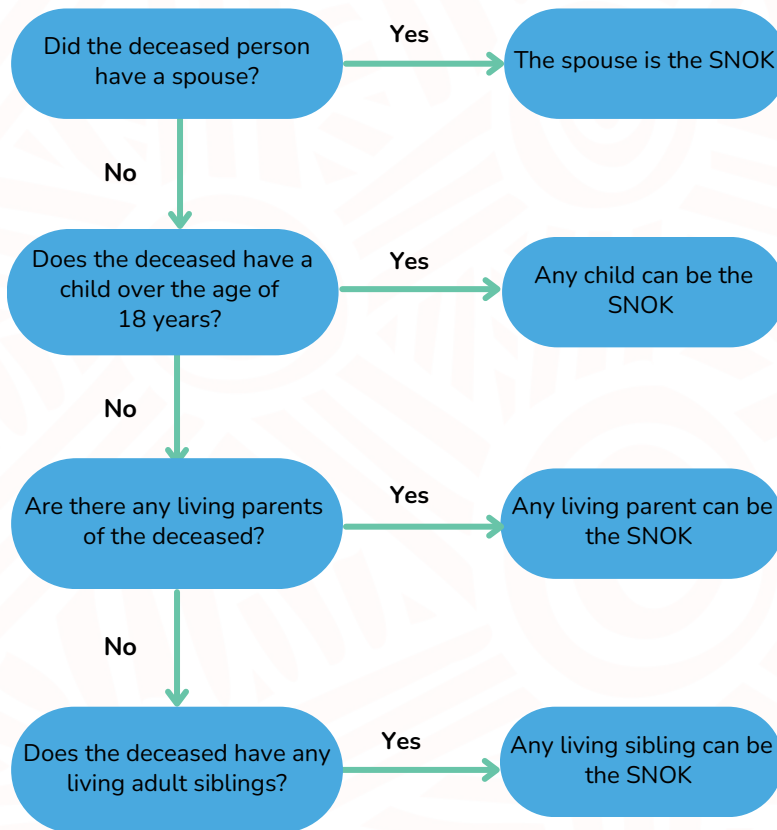 Did the deceased person
have a spouse?
Yes
The spouse is the SNOK
No
Does the deceased have a
child over the age of
18 years?
Yes
Any child can be the
SNOK
No
Are there any living parents
of the deceased?
Yes
Any living parent can be
the SNOK
No
Does the deceased have any
living adult siblings?
Yes
Any living sibling can be
the SNOK